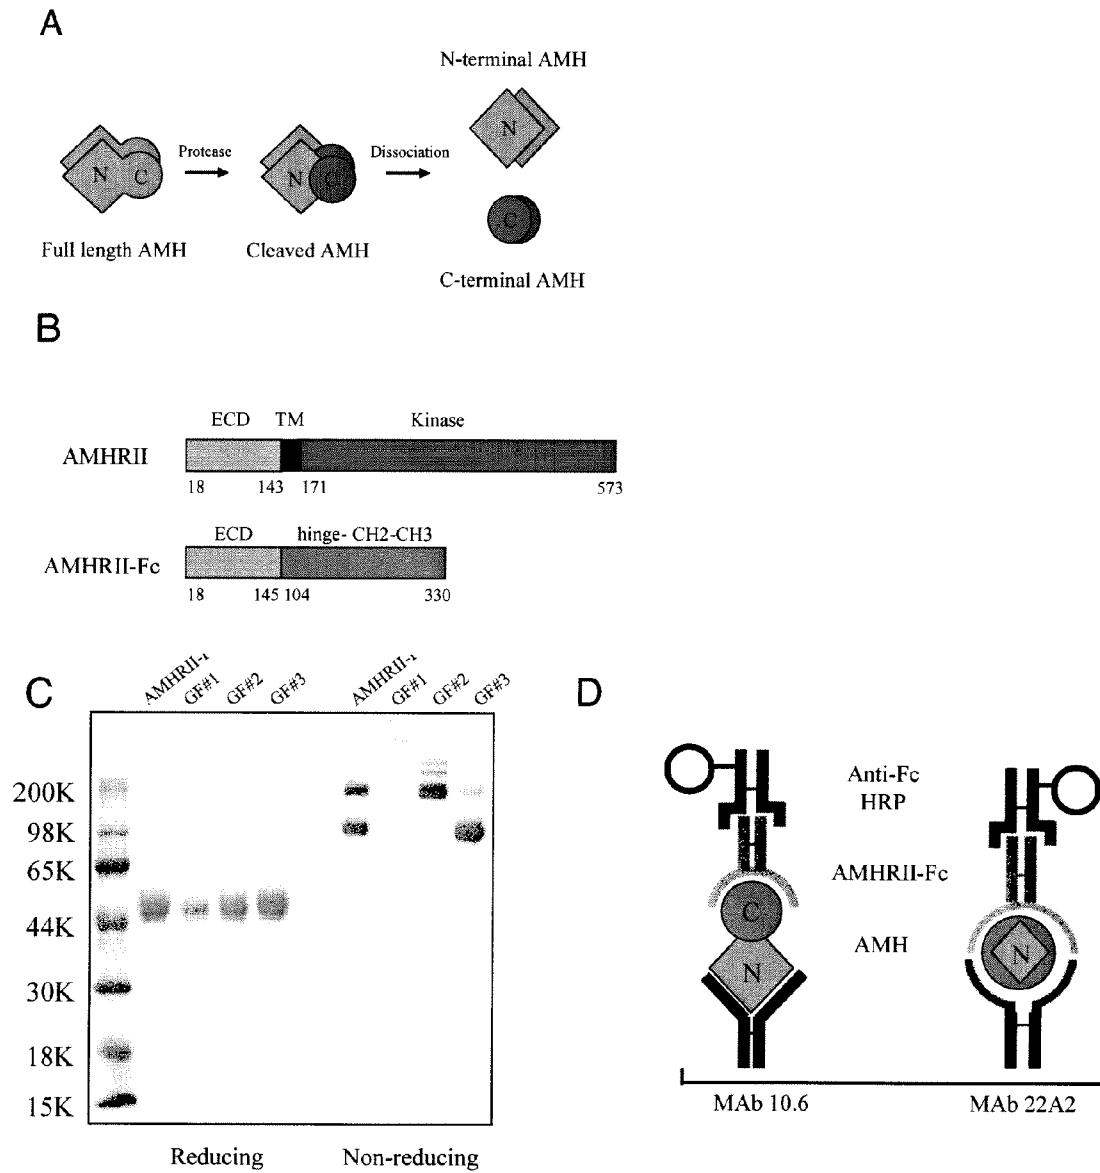 A
N-terminal AMH
N
Protease
Dissociation
N
C
N
C
C
Full length AMH
Cleaved AMH
C-terminal AMH
B
ECD
TM
Kinase
AMHRII
18
143
171
573
ECD
hinge- CH2-CH3
AMHRII-Fc
18
145
104
330
C
GF#1
GF#2
GF#3
GF#1
GF#2
GF#3
200K
98K
65K
44K
30K
18K
15K
Reducing
Non-reducing
D
Anti-Fc
HRP
AMHRII-Fc
AMH
C
N
N
MAb 10.6
MAb 22A2